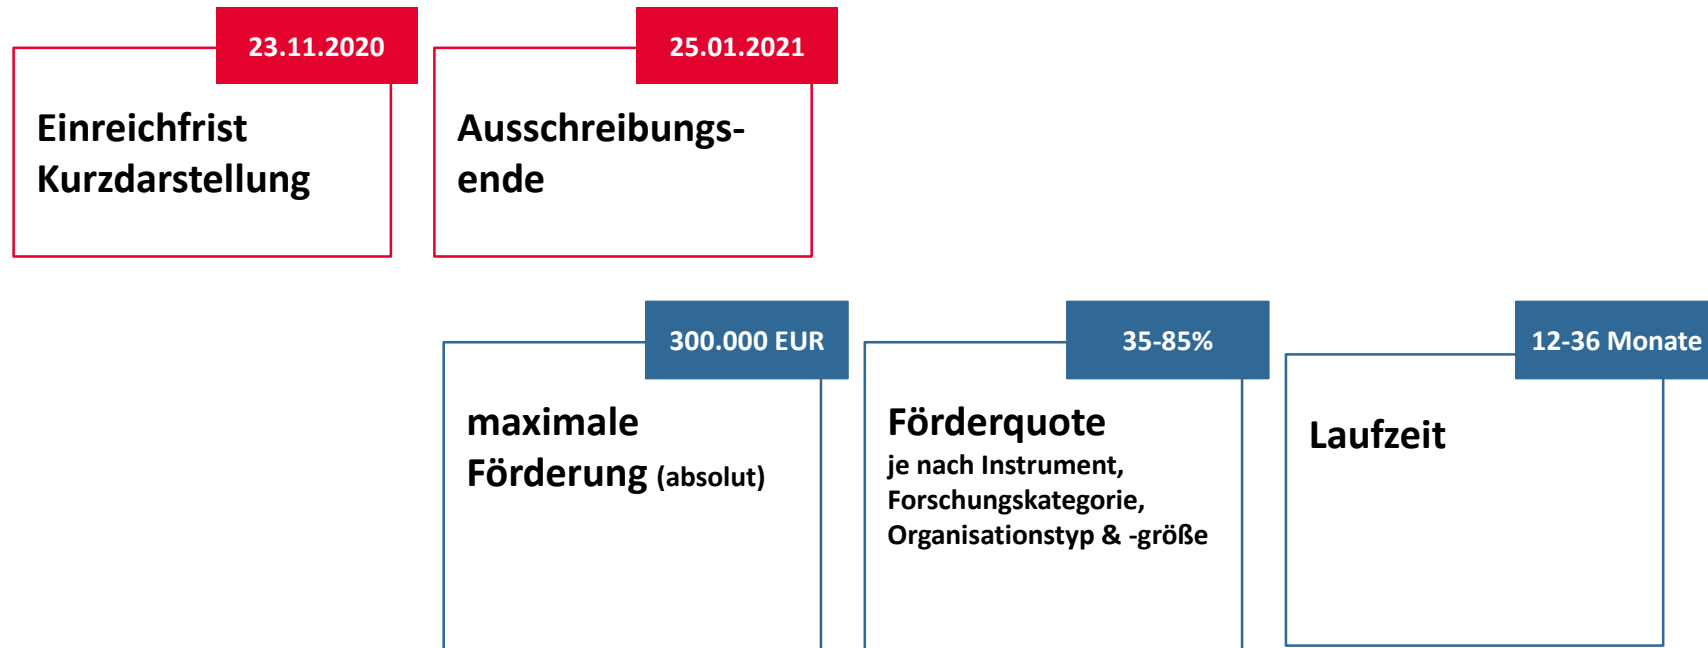 23.11.2020
Einreichfrist
Kurzdarstellung
25.01.2021
Ausschreibungs-
ende
300.000 EUR
maximale
Förderung (absolut)
35-85%
Förderquote
je nach Instrument,
Forschungskategorie,
Organisationstyp & -größe
12-36 Monate
Laufzeit